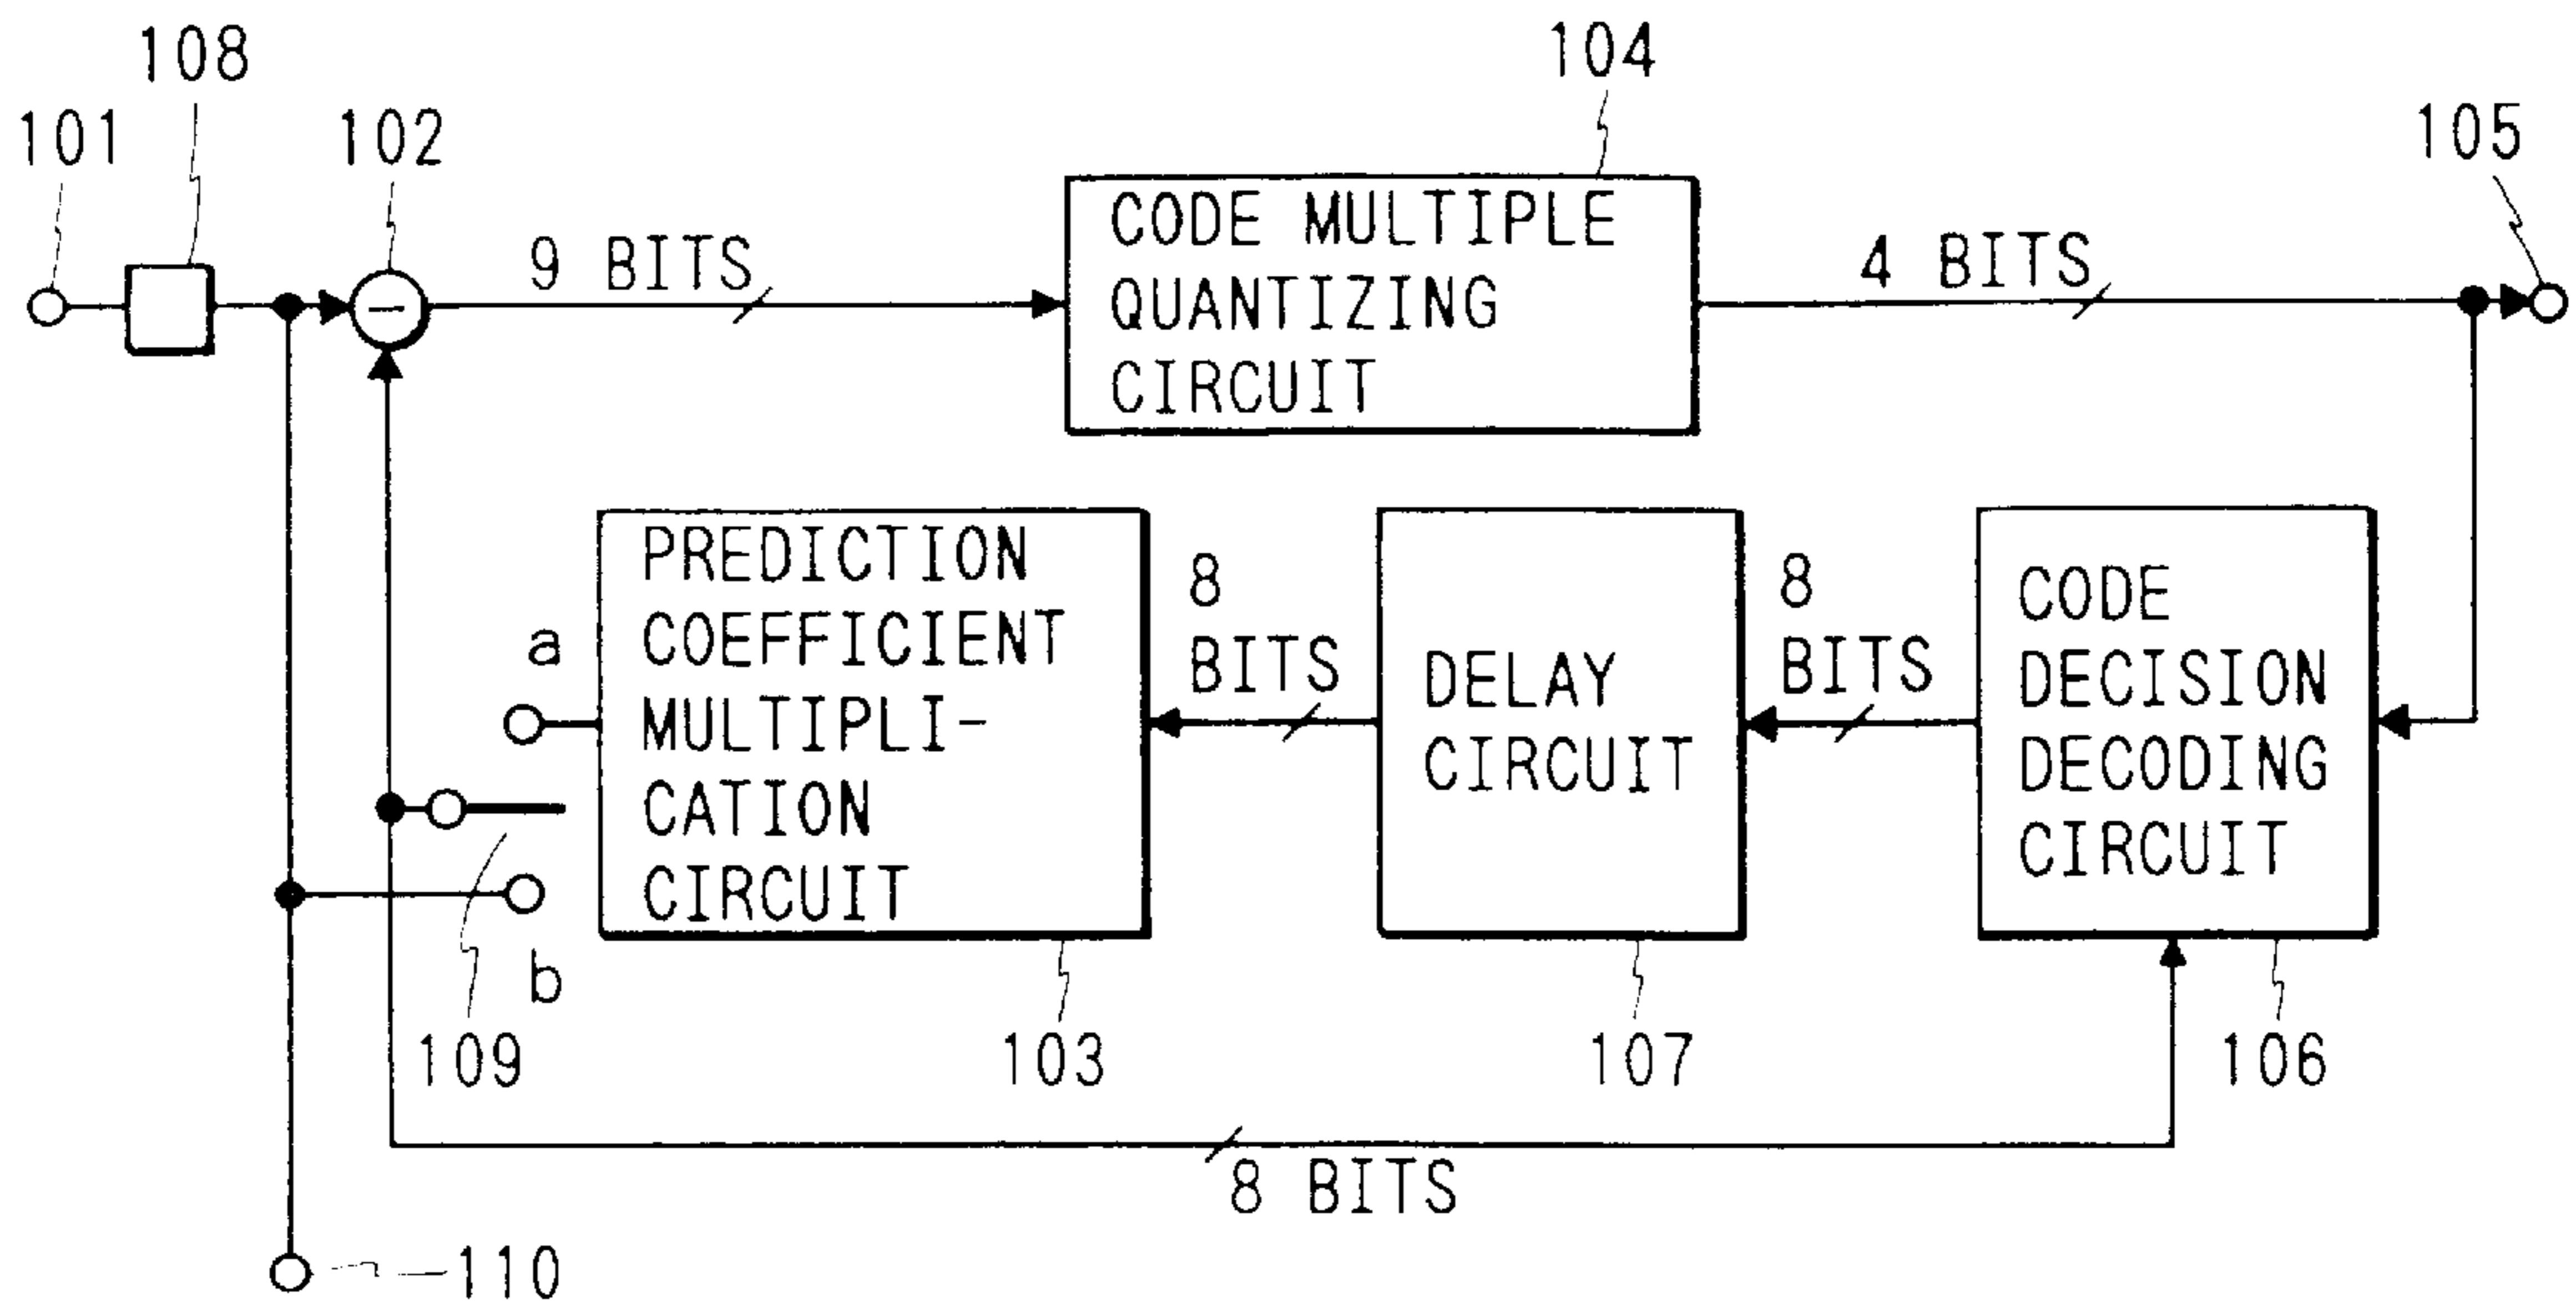 108
104
101
102
105
9 BITS
CODE MULTIPLE
QUANTIZING
CIRCUIT
4 BITS
PREDICTION
COEFFICIENT
MULTIPLI-
CATION
CIRCUIT
8
BITS
DELAY
CIRCUIT
8
BITS
CODE
DECISION
DECODING
CIRCUIT
a
b
109
103
107
106
8 BITS
110